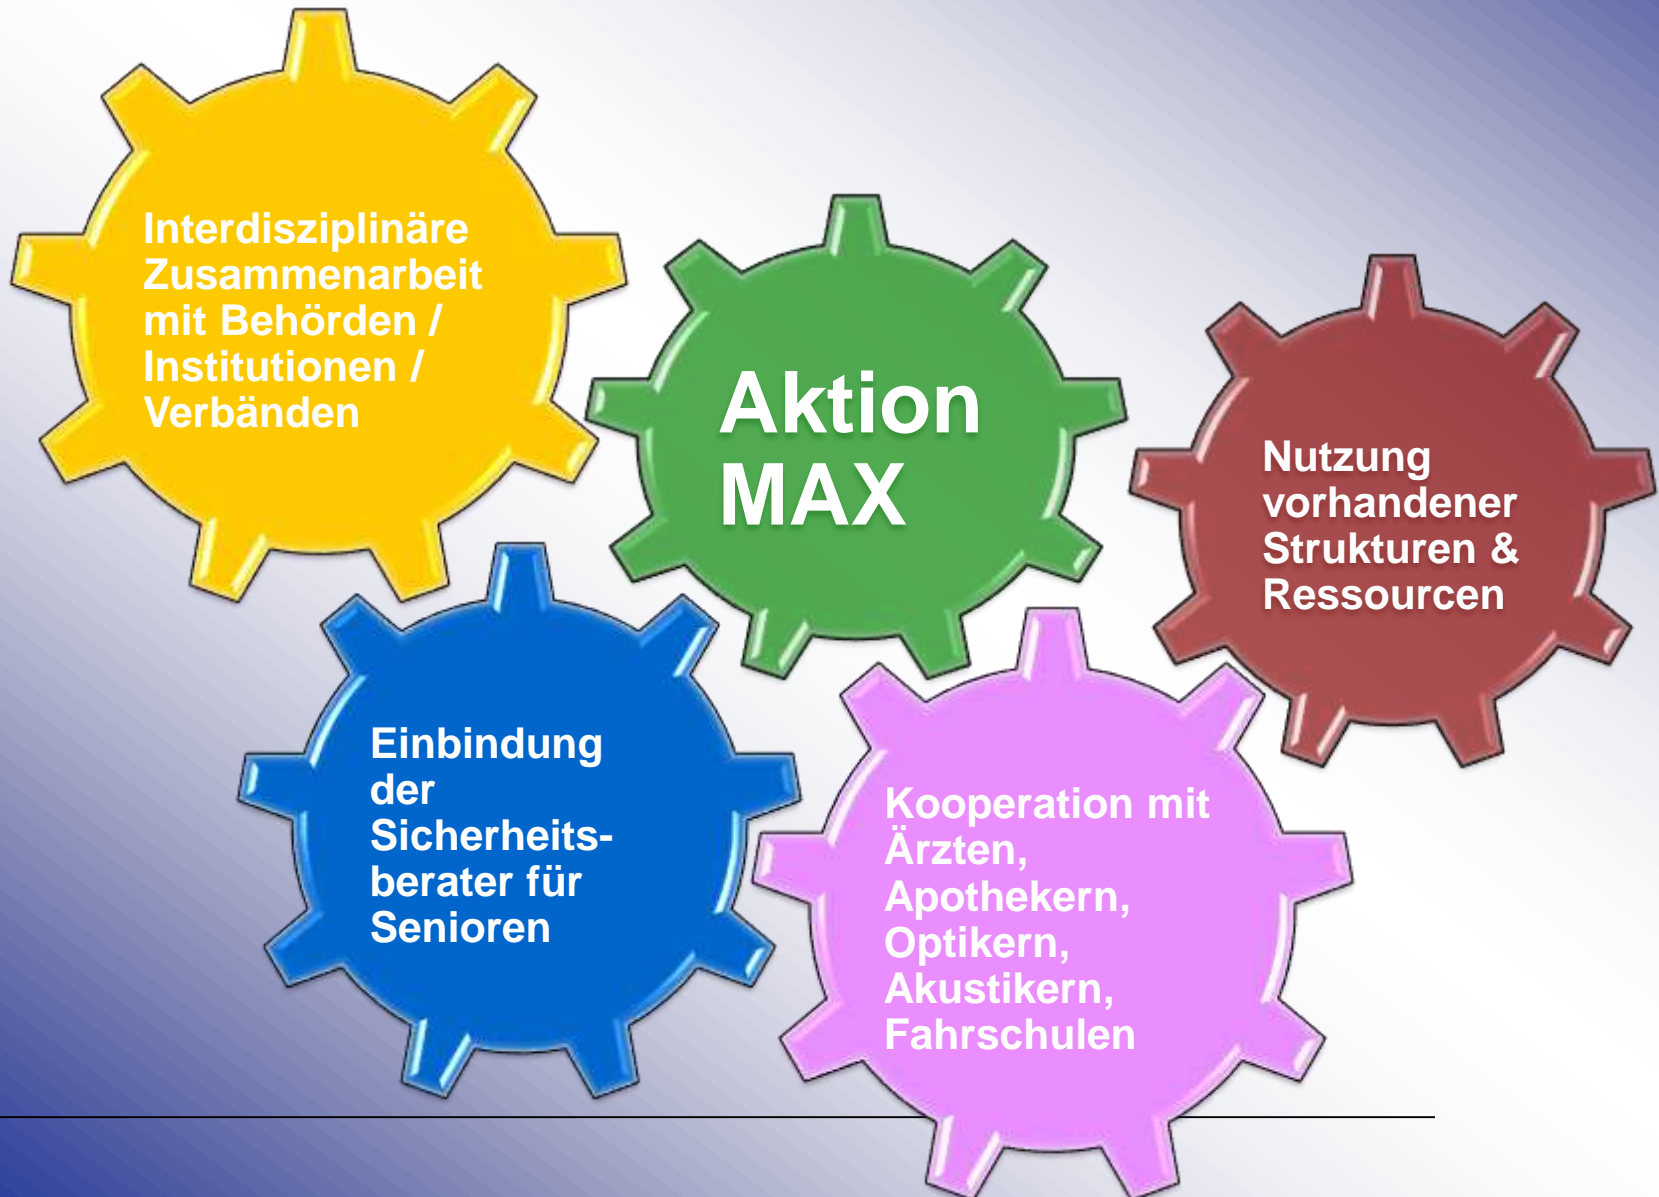 Interdisziplinäre
Zusammenarbeit
mit Behörden /
Institutionen /
Verbänden
Aktion
MAX
Nutzung
vorhandener
Strukturen &
Ressourcen
Einbindung
der
Sicherheits-
berater für
Senioren
Kooperation mit
Ärzten,
Apothekern,
Optikern,
Akustikern,
Fahrschulen